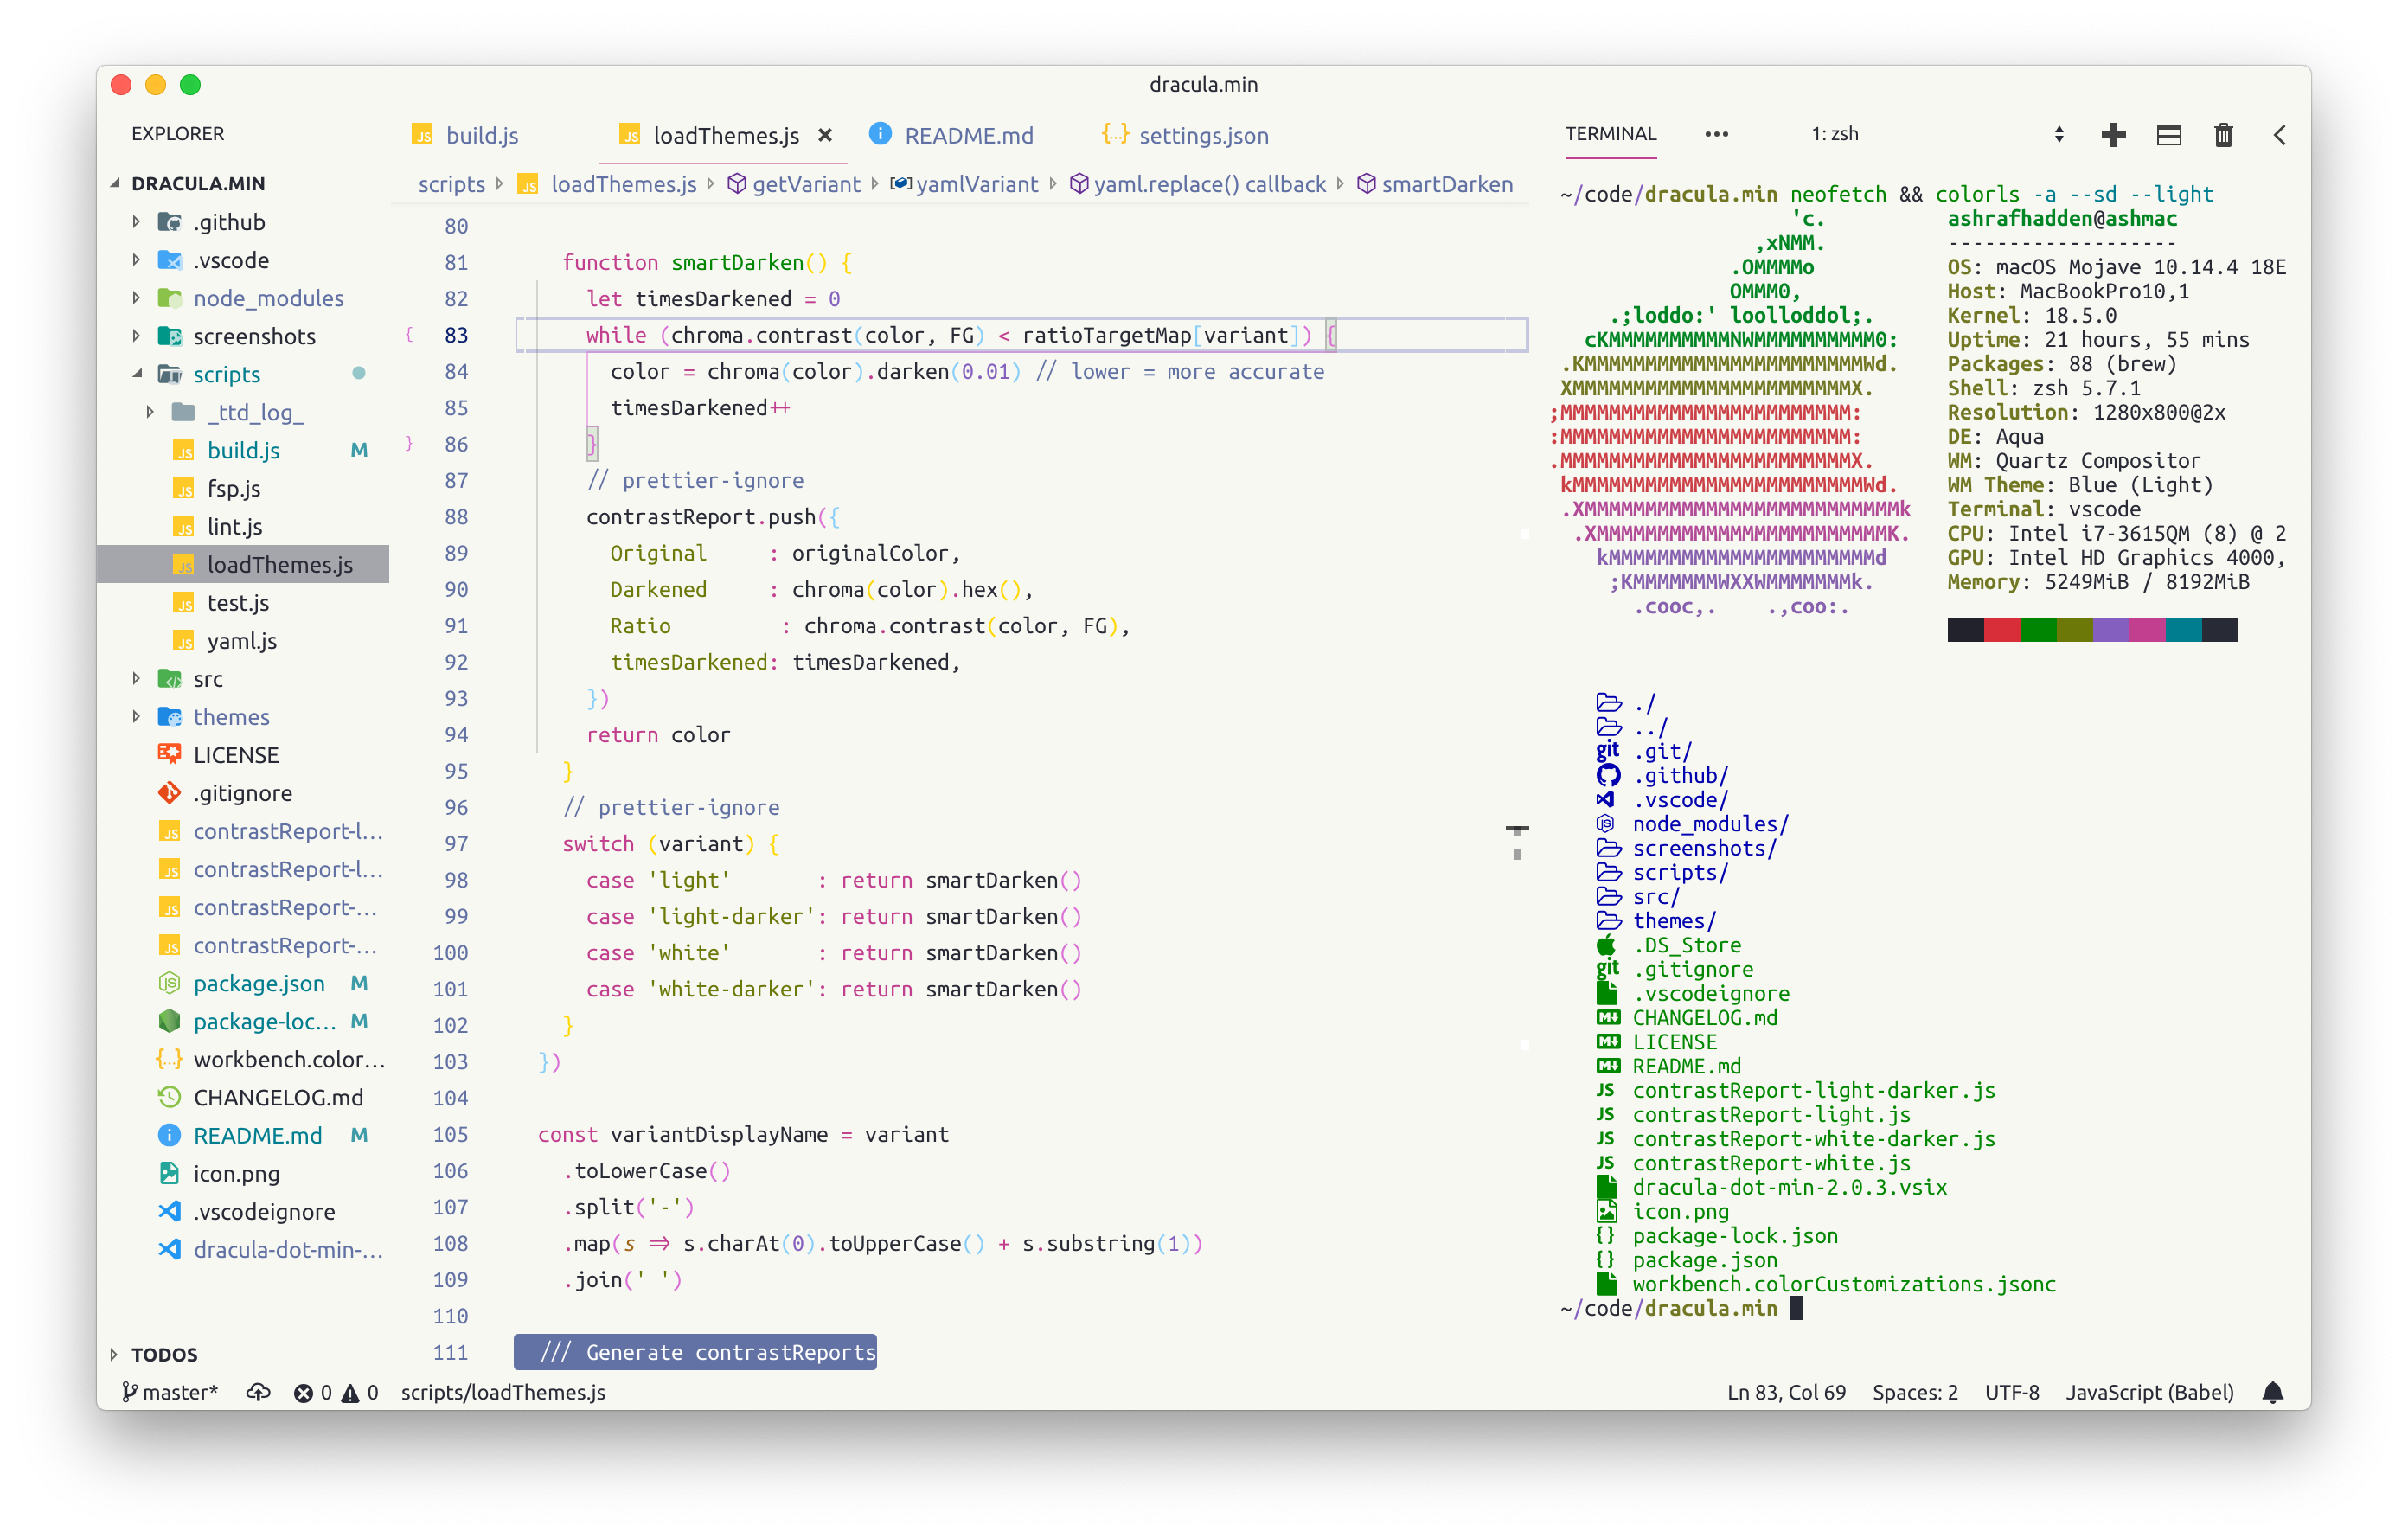 dracula.min
EXPLORER
DRACULA.MIN
.github
.vscode
node_modules
screenshots
scripts
_ttd_log_
build.js M
fsp.js
lint.js
loadThemes.js
test.js
yaml.js
src
themes
LICENSE
.gitignore
contrastReport-l...
contrastReport-l...
contrastReport-...
contrastReport-...
package.json M
package-loc... M
workbench.color...
CHANGELOG.md
README.md M
icon.png
.vscodeignore
dracula-dot-min-...
TODOS
build.js loadThemes.js README.md settings.json
scripts loadThemes.js getVariant yamlVariant yaml.replace() callback smartDarken
80
81 function smartDarken() {
82 let timesDarkened = 0
83 while (chroma.contrast(color, FG) < ratioTargetMap[variant]) {
84 color = chroma(color).darken(0.01) // lower = more accurate
85 timesDarkened++
86 }
87 // prettier-ignore
88 contrastReport.push({
89 Original : originalColor,
90 Darkened : chroma(color).hex(),
91 Ratio : chroma.contrast(color, FG),
92 timesDarkened: timesDarkened,
93 })
94 return color
95 }
96 // prettier-ignore
97 switch (variant) {
98 case 'light' : return smartDarken()
99 case 'light-darker': return smartDarken()
100 case 'white' : return smartDarken()
101 case 'white-darker': return smartDarken()
102 }
103 })
104
105 const variantDisplayName = variant
106 .toLowerCase()
107 .split('-')
108 .map(s => s.charAt(0).toUpperCase() + s.substring(1))
109 .join(' ')
110
111 /// Generate contrastReports
TERMINAL ••• 1: zsh
~/code/dracula.min neofetch && colorls -a --sd --light
'c.
,xNMM.
.OMMMMo
OMMM0,
.;loddo:' loolloddol;.
cKMMMMMMMMMMNWMMMMMMMMMM0:
.KMMMMMMMMMMMMMMMMMMMMMMMWd.
XMMMMMMMMMMMMMMMMMMMMMMMX.
;MMMMMMMMMMMMMMMMMMMMMMMM:
:MMMMMMMMMMMMMMMMMMMMMMMM:
.MMMMMMMMMMMMMMMMMMMMMMMMX.
kMMMMMMMMMMMMMMMMMMMMMMMMWd.
.XMMMMMMMMMMMMMMMMMMMMMMMMMMk
.XMMMMMMMMMMMMMMMMMMMMMMMMK.
kMMMMMMMMMMMMMMMMMMMMMMd
;KMMMMMMMWXXWMMMMMMMk.
.cooc,. .,coo:.
ashrafhadden@ashmac
-------------------
OS: macOS Mojave 10.14.4 18E
Host: MacBookPro10,1
Kernel: 18.5.0
Uptime: 21 hours, 55 mins
Packages: 88 (brew)
Shell: zsh 5.7.1
Resolution: 1280x800@2x
DE: Aqua
WM: Quartz Compositor
WM Theme: Blue (Light)
Terminal: vscode
CPU: Intel i7-3615QM (8) @ 2
GPU: Intel HD Graphics 4000,
Memory: 5249MiB / 8192MiB
./
../
git .git/
.github/
.vscode/
node_modules/
screenshots/
scripts/
src/
themes/
.DS_Store
git .gitignore
.vscodeignore
CHANGELOG.md
LICENSE
README.md
JS contrastReport-light-darker.js
JS contrastReport-light.js
JS contrastReport-white-darker.js
JS contrastReport-white.js
dracula-dot-min-2.0.3.vsix
icon.png
{} package-lock.json
{} package.json
workbench.colorCustomizations.jsonc
~/code/dracula.min
master* 0 0 scripts/loadThemes.js Ln 83, Col 69 Spaces: 2 UTF-8 JavaScript (Babel)